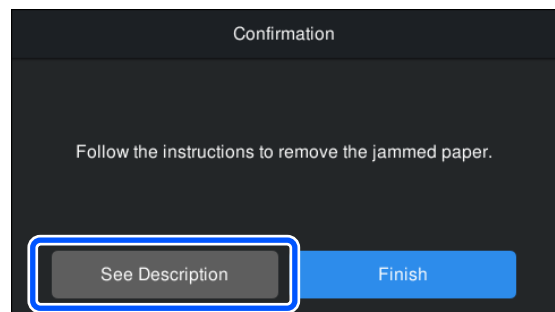 Confirmation
Follow the instructions to remove the jammed paper.
See Description
Finish